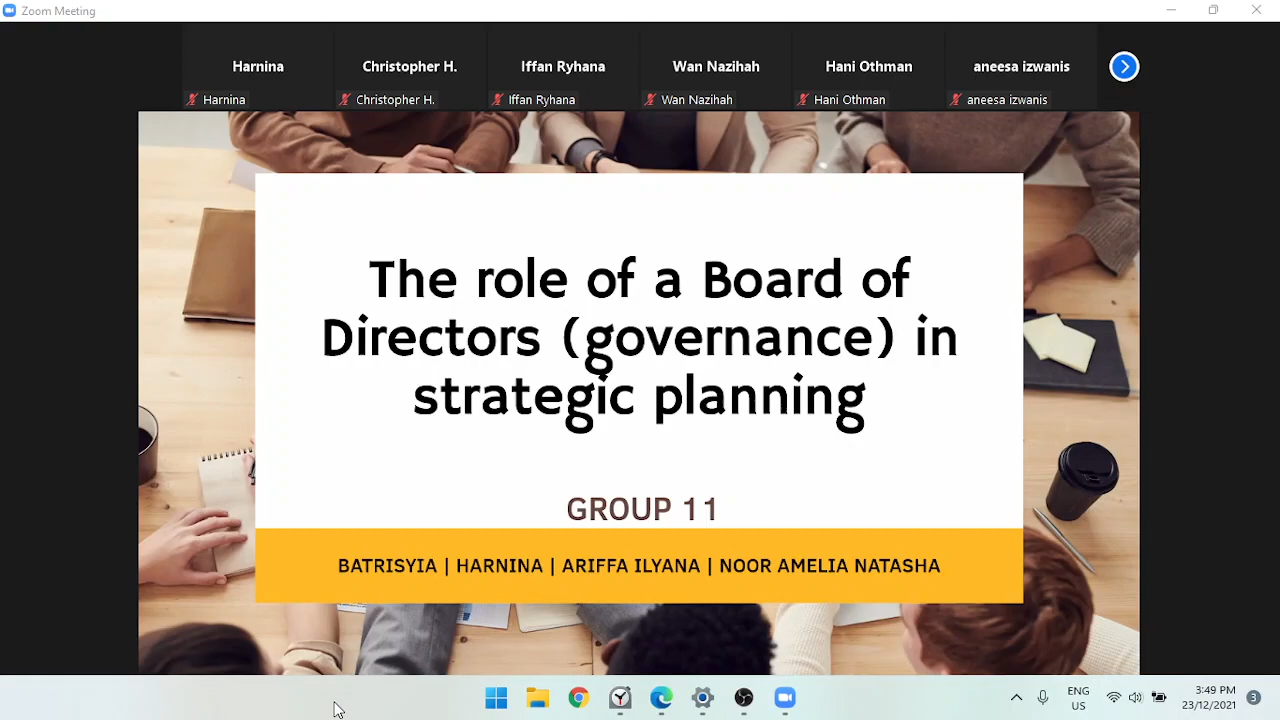 Zoom Meeting
Harnina
Christopher H.
Iffan Ryhana
Wan Nazihah
Hani Othman
aneesa izwanis
Harnina
Christopher H.
Iffan Ryhana
Wan Nazihah
Hani Othman
aneesa izwanis
The role of a Board of
Directors (governance) in
strategic planning
GROUP 11
BATRISYIA | HARNINA | ARIFFA ILYANA | NOOR AMELIA NATASHA
ENG
US
3:49 PM
23/12/2021
3